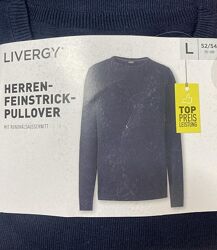 LIVERGY
L
52/54
HERREN-
FEINSTRICK-
PULLOVER
MIT RUNDHALSAUSSCHNITT
TOP
PREIS
LEISTUNG